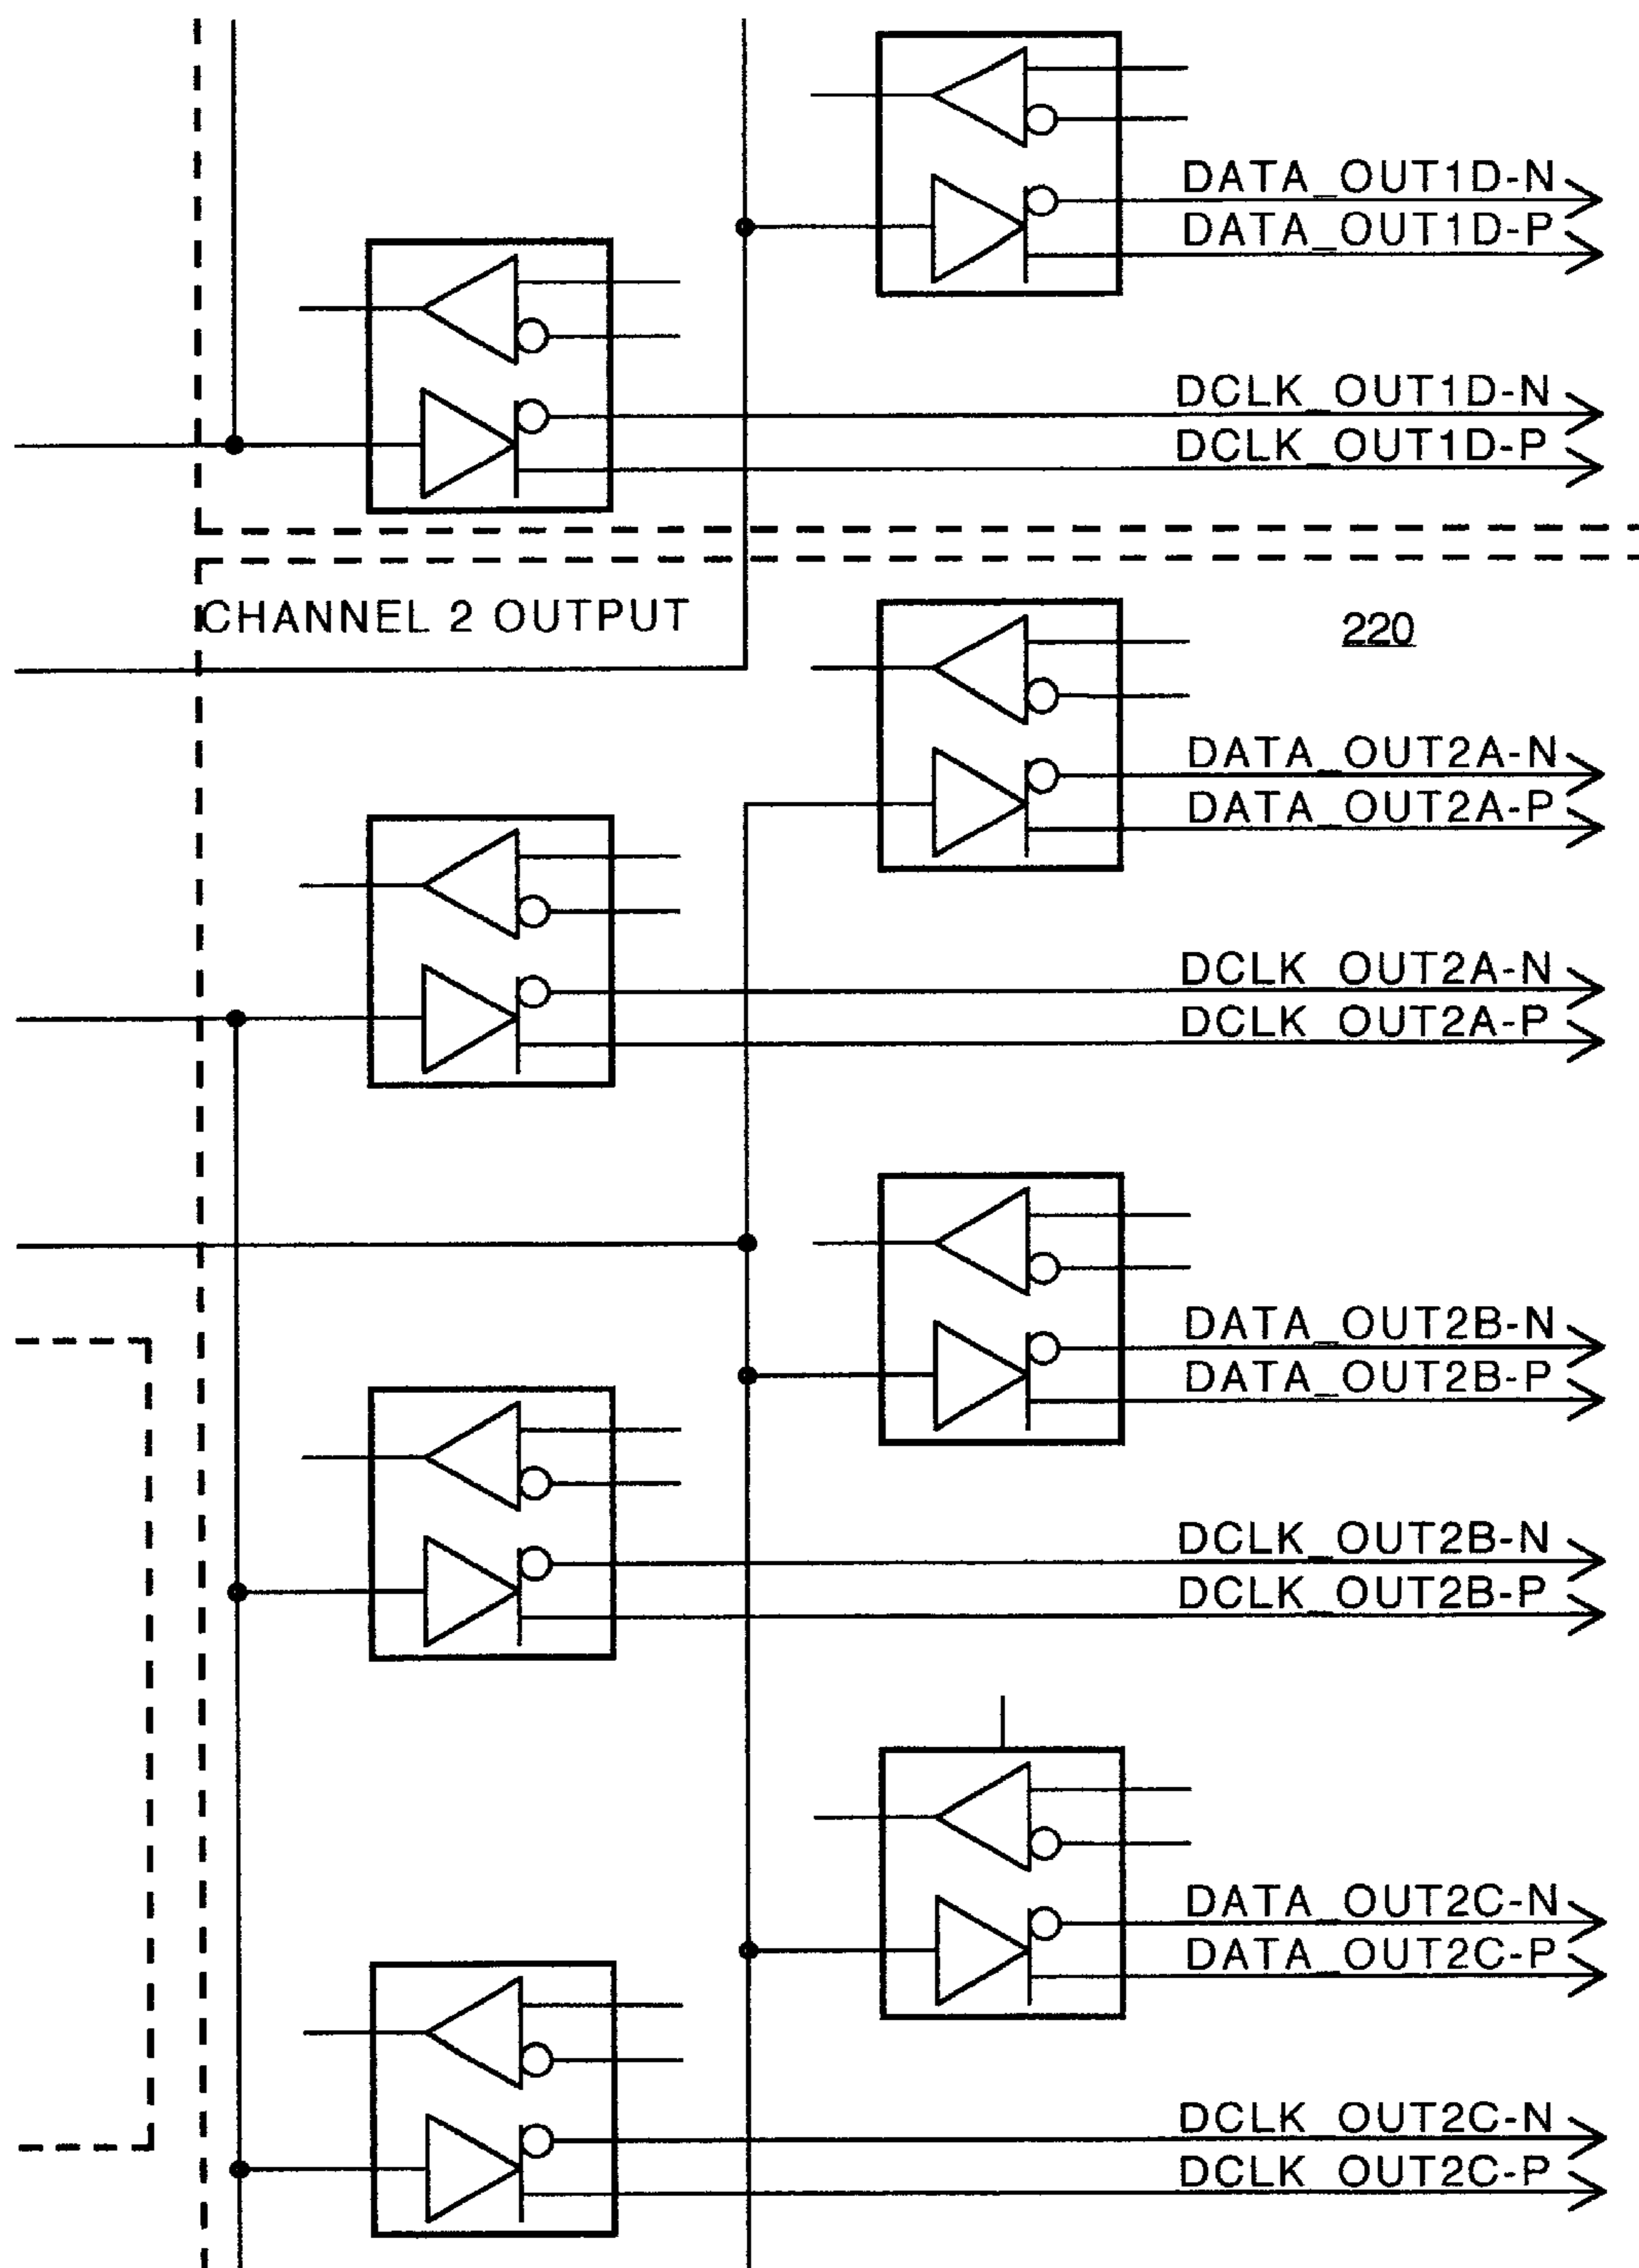 DATA_OUT1D-N
DATA_OUT1D-P
DCLK_OUT1D-N
DCLK_OUT1D-P
CHANNEL 2 OUTPUT
220
DATA_OUT2A-N
DATA_OUT2A-P
DCLK_OUT2A-N
DCLK_OUT2A-P
DATA_OUT2B-N
DATA_OUT2B-P
DCLK_OUT2B-N
DCLK_OUT2B-P
DATA_OUT2C-N
DATA_OUT2C-P
DCLK_OUT2C-N
DCLK_OUT2C-P